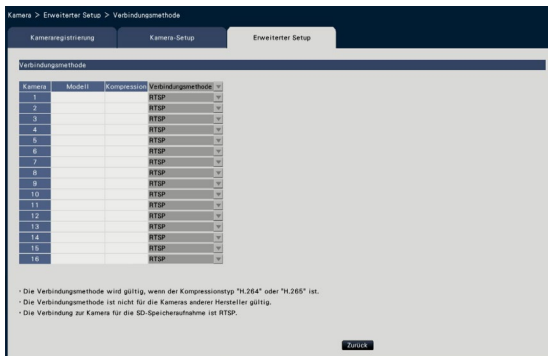 Kamera > Erweiterter Setup > Verbindungsmethode
Kameraregistrierung Kamera-Setup Erweiterter Setup
Verbindungsmethode
Kamera Modell Kompression Verbindungsmethode
1 RTSP
2 RTSP
3 RTSP
4 RTSP
5 RTSP
6 RTSP
7 RTSP
8 RTSP
9 RTSP
10 RTSP
11 RTSP
12 RTSP
13 RTSP
14 RTSP
15 RTSP
16 RTSP
・Die Verbindungsmethode wird gültig, wenn der Kompressionstyp "H.264" oder "H.265" ist.
・Die Verbindungsmethode ist nicht für die Kameras anderer Hersteller gültig.
・Die Verbindung zur Kamera für die SD-Speicheraufnahme ist RTSP.
Zurück